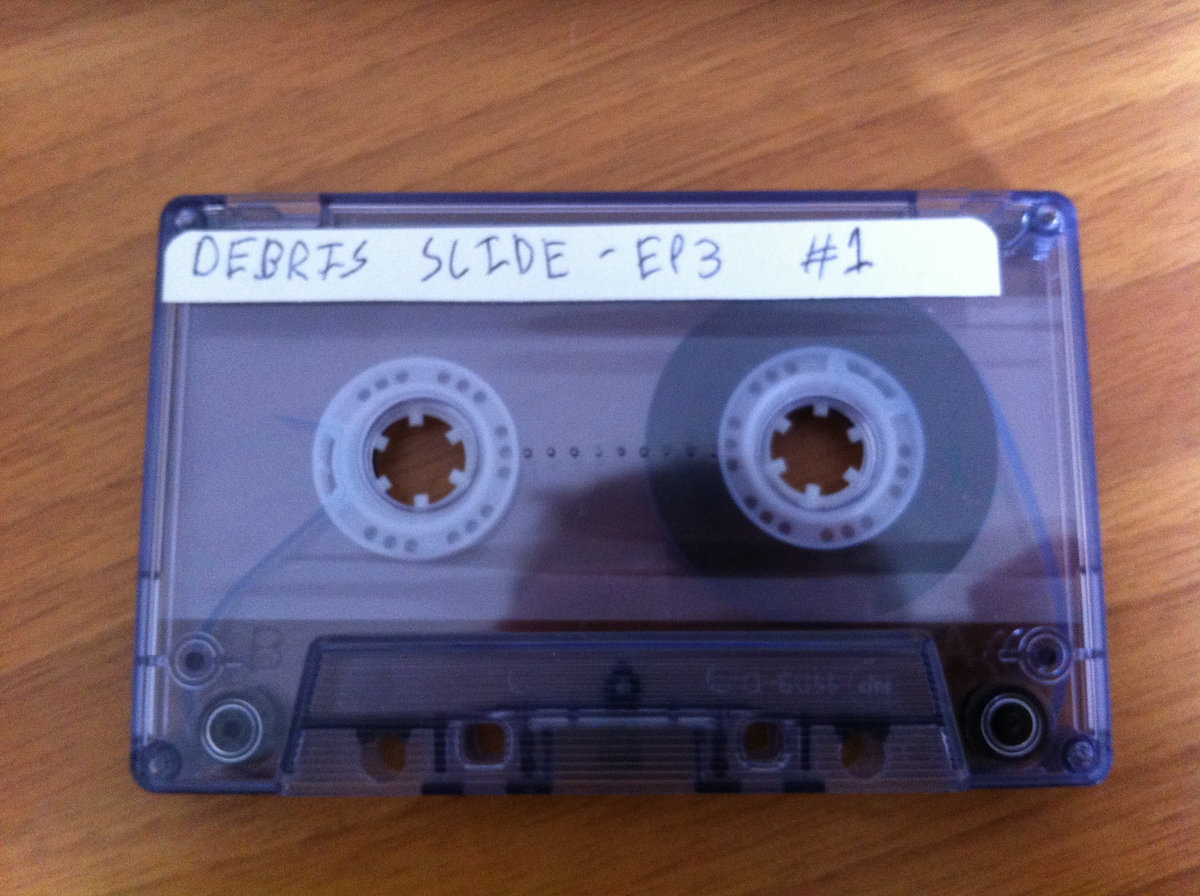 DEBRIS SLIDE - EP3 #1
B